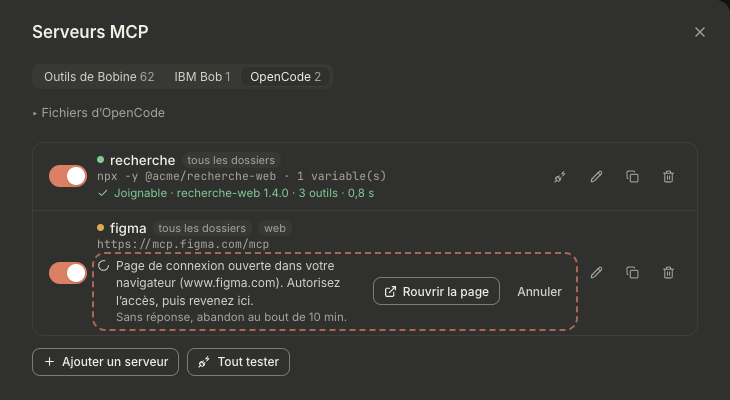 Serveurs MCP
Outils de Bobine 62 IBM Bob 1 OpenCode 2
Fichiers d'OpenCode
recherche tous les dossiers
npx -y @acme/recherche-web · 1 variable(s)
Joignable · recherche-web 1.4.0 · 3 outils · 0,8 s
figma tous les dossiers web
https://mcp.figma.com/mcp
Page de connexion ouverte dans votre
navigateur (www.figma.com). Autorisez
l'accès, puis revenez ici.
Sans réponse, abandon au bout de 10 min.
Rouvrir la page Annuler
Ajouter un serveur Tout tester